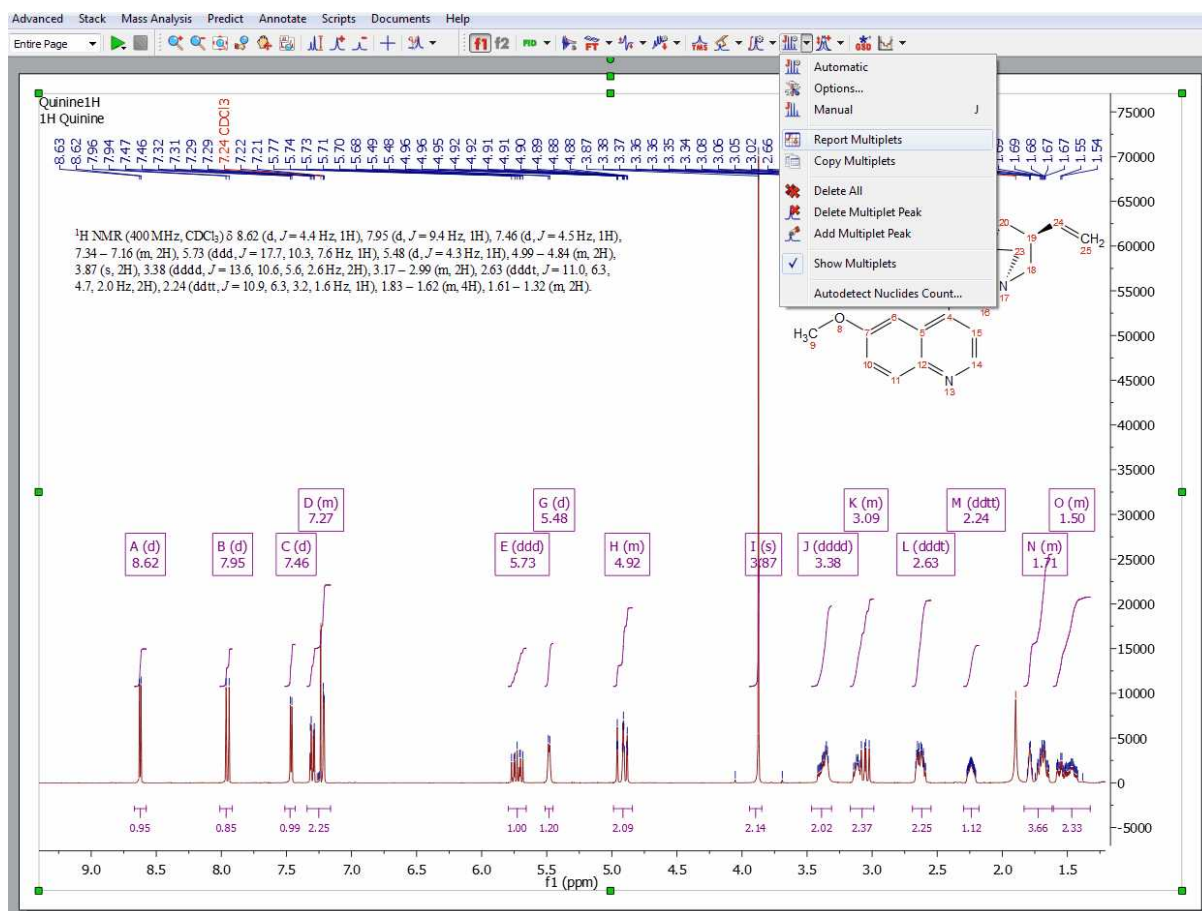 Advanced Stack Mass Analysis Predict Annotate Scripts Documents Help
Entire Page f1 f2 FID FT TMS GSD
Automatic
Options...
Manual J
Report Multiplets
Copy Multiplets
Delete All
Delete Multiplet Peak
Add Multiplet Peak
Show Multiplets
Autodetect Nuclides Count...
Quinine1H
1H Quinine
8.63 8.62 7.96 7.94 7.47 7.46 7.32 7.31 7.29 7.29 7.24 CDCl3 7.22 7.21 5.77 5.74 5.73 5.71 5.70 5.68 5.49 5.48 4.96 4.96 4.95 4.92 4.92 4.91 4.91 4.90 4.89 4.88 4.88 3.87 3.38 3.37 3.36 3.36 3.35 3.34 3.08 3.06 3.05 3.02 2.66 1.69 1.69 1.68 1.67 1.67 1.55 1.54
¹H NMR (400 MHz, CDCl₃) δ 8.62 (d, J = 4.4 Hz, 1H), 7.95 (d, J = 9.4 Hz, 1H), 7.46 (d, J = 4.5 Hz, 1H),
7.34 – 7.16 (m, 2H), 5.73 (ddd, J = 17.7, 10.3, 7.6 Hz, 1H), 5.48 (d, J = 4.3 Hz, 1H), 4.99 – 4.84 (m, 2H),
3.87 (s, 2H), 3.38 (dddd, J = 13.6, 10.6, 5.6, 2.6 Hz, 2H), 3.17 – 2.99 (m, 2H), 2.63 (dddt, J = 11.0, 6.3,
4.7, 2.0 Hz, 2H), 2.24 (ddtt, J = 10.9, 6.3, 3.2, 1.6 Hz, 1H), 1.83 – 1.62 (m, 4H), 1.61 – 1.32 (m, 2H).
20 24
19 CH₂
23 25
18
N
17
16
O
8 6 4 15
H₃C 7 5
9
10 12 14
11 N
13
75000
70000
65000
60000
55000
50000
45000
40000
35000
30000
25000
20000
15000
10000
5000
0
-5000
D (m)
7.27
G (d)
5.48
K (m)
3.09
M (ddtt)
2.24
O (m)
1.50
A (d)
8.62
B (d)
7.95
C (d)
7.46
E (ddd)
5.73
H (m)
4.92
I (s)
3.87
J (dddd)
3.38
L (dddt)
2.63
N (m)
1.71
0.95 0.85 0.99 2.25 1.00 1.20 2.09 2.14 2.02 2.37 2.25 1.12 3.66 2.33
9.0 8.5 8.0 7.5 7.0 6.5 6.0 5.5 5.0 4.5 4.0 3.5 3.0 2.5 2.0 1.5
f1 (ppm)